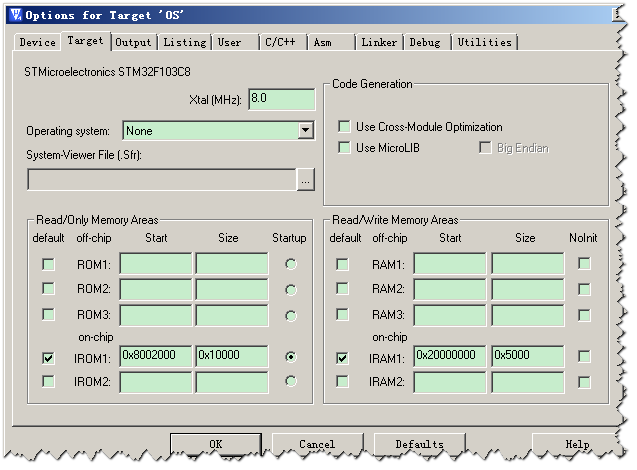 Options for Target 'OS'
Device Target Output Listing User C/C++ Asm Linker Debug Utilities
STMicroelectronics STM32F103C8
Xtal (MHz): 8.0
Operating system: None
System-Viewer File (.Sfr):
...
Code Generation
Use Cross-Module Optimization
Use MicroLIB Big Endian
Read/Only Memory Areas
default off-chip Start Size Startup
ROM1:
ROM2:
ROM3:
on-chip
IROM1: 0x8002000 0x10000
IROM2:
Read/Write Memory Areas
default off-chip Start Size NoInit
RAM1:
RAM2:
RAM3:
on-chip
IRAM1: 0x20000000 0x5000
IRAM2:
OK Cancel Defaults Help